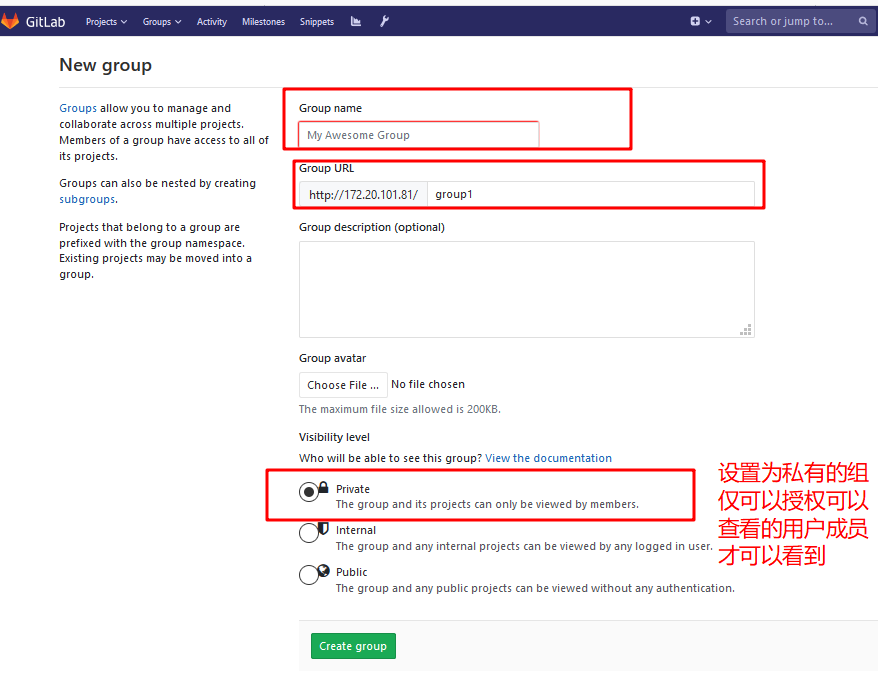 GitLab Projects Groups Activity Milestones Snippets Search or jump to...
New group
Groups allow you to manage and
collaborate across multiple projects.
Members of a group have access to all of
its projects.
Groups can also be nested by creating
subgroups.
Projects that belong to a group are
prefixed with the group namespace.
Existing projects may be moved into a
group.
Group name
My Awesome Group
Group URL
http://172.20.101.81/ group1
Group description (optional)
Group avatar
Choose File ... No file chosen
The maximum file size allowed is 200KB.
Visibility level
Who will be able to see this group? View the documentation
Private
The group and its projects can only be viewed by members.
Internal
The group and any internal projects can be viewed by any logged in user.
Public
The group and any public projects can be viewed without any authentication.
设置为私有的组
仅可以授权可以
查看的用户成员
才可以看到
Create group